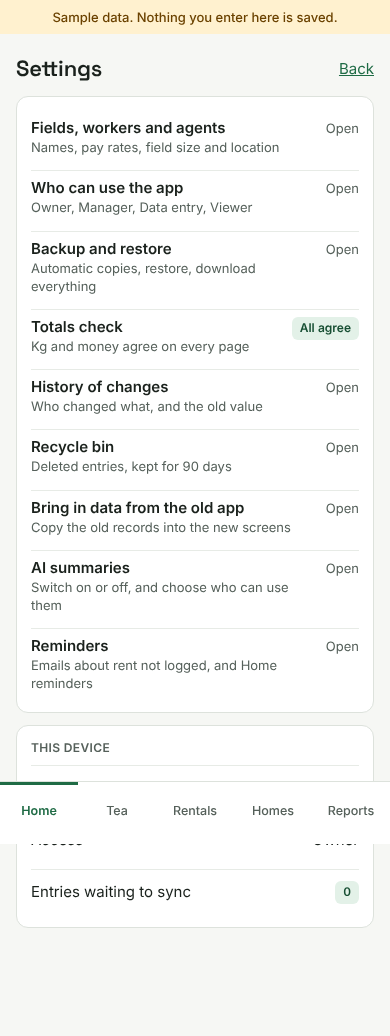 Sample data. Nothing you enter here is saved.
Settings
Back
Fields, workers and agents
Open
Names, pay rates, field size and location
Who can use the app
Open
Owner, Manager, Data entry, Viewer
Backup and restore
Open
Automatic copies, restore, download
everything
Totals check
All agree
Kg and money agree on every page
History of changes
Open
Who changed what, and the old value
Recycle bin
Open
Deleted entries, kept for 90 days
Bring in data from the old app
Open
Copy the old records into the new screens
AI summaries
Open
Switch on or off, and choose who can use
them
Reminders
Open
Emails about rent not logged, and Home
reminders
THIS DEVICE
Home
Tea
Rentals
Homes
Reports
Entries waiting to sync
0